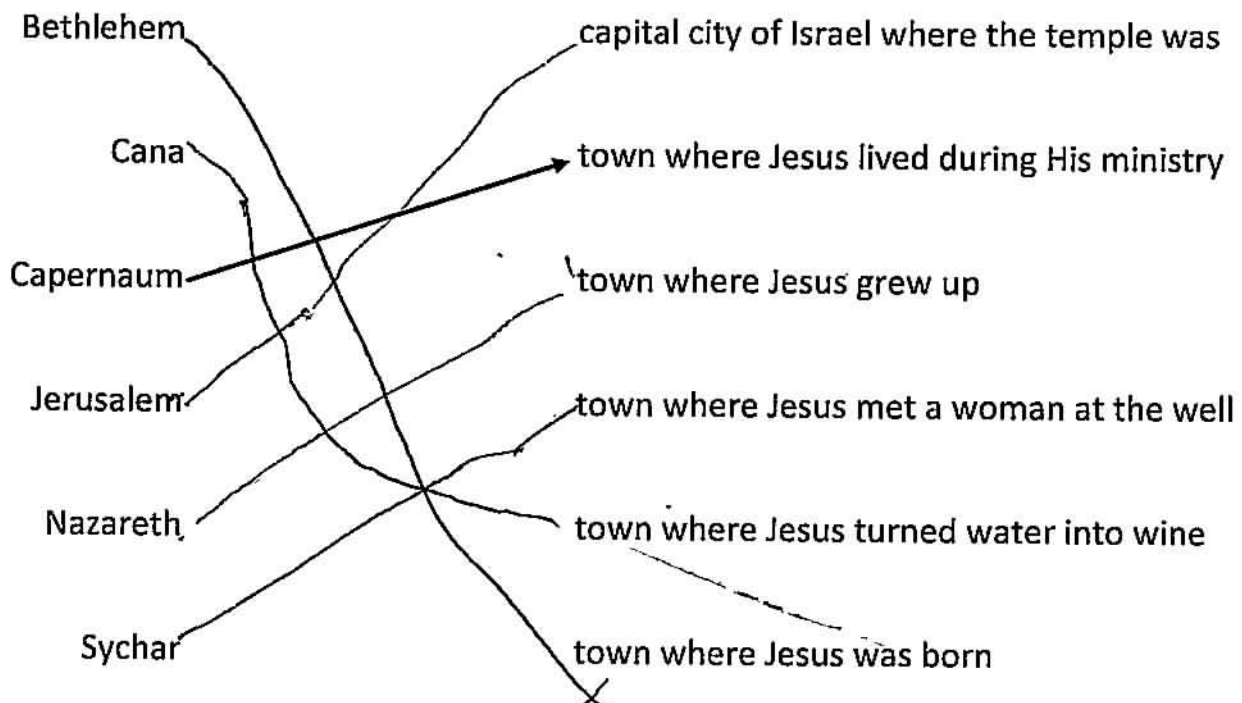 Bethlehem capital city of Israel where the temple was
Cana town where Jesus lived during His ministry
Capernaum town where Jesus grew up
Jerusalem town where Jesus met a woman at the well
Nazareth town where Jesus turned water into wine
Sychar town where Jesus was born